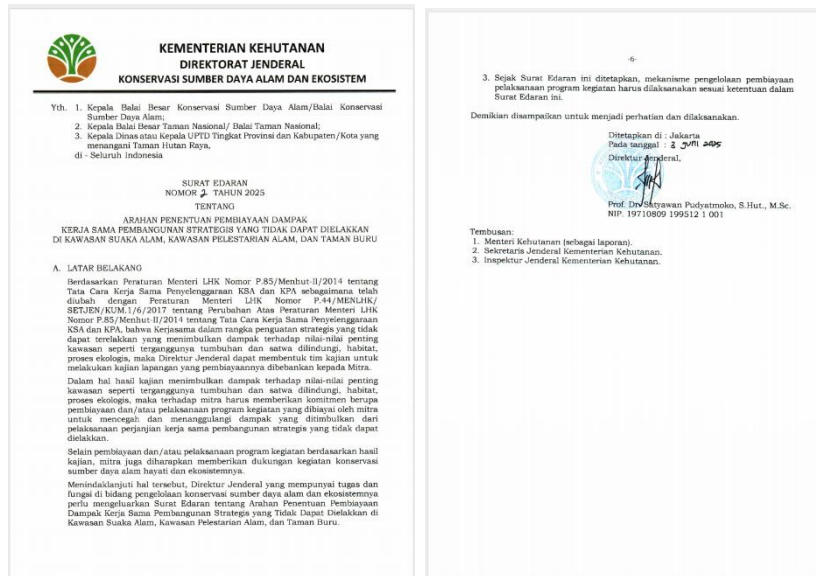 KEMENTERIAN KEHUTANAN
DIREKTORAT JENDERAL
KONSERVASI SUMBER DAYA ALAM DAN EKOSISTEM
Yth. 1. Kepala Balai Besar Konservasi Sumber Daya Alam/Balai Konservasi
Sumber Daya Alam;
2. Kepala Balai Besar Taman Nasional/ Balai Taman Nasional;
3. Kepala Dinas atau Kepala UPTD Tingkat Provinsi dan Kabupaten/Kota yang
menangani Taman Hutan Raya,
di - Seluruh Indonesia
SURAT EDARAN
NOMOR 2 TAHUN 2025
TENTANG
ARAHAN PENENTUAN PEMBIAYAAN DAMPAK
KERJA SAMA PEMBANGUNAN STRATEGIS YANG TIDAK DAPAT DIELAKKAN
DI KAWASAN SUAKA ALAM, KAWASAN PELESTARIAN ALAM, DAN TAMAN BURU
A. LATAR BELAKANG
Berdasarkan Peraturan Menteri LHK Nomor P.85/Menhut-II/2014 tentang
Tata Cara Kerja Sama Penyelenggaraan KSA dan KPA sebagaimana telah
diubah dengan Peraturan Menteri LHK Nomor P.44/MENLHK/
SETJEN/KUM.1/6/2017 tentang Perubahan Atas Peraturan Menteri LHK
Nomor P.85/Menhut-II/2014 tentang Tata Cara Kerja Sama Penyelenggaraan
KSA dan KPA, bahwa Kerjasama dalam rangka penguatan strategis yang tidak
dapat terelakkan yang menimbulkan dampak terhadap nilai-nilai penting
kawasan seperti terganggunya tumbuhan dan satwa dilindungi, habitat,
proses ekologis, maka Direktur Jenderal dapat membentuk tim kajian untuk
melakukan kajian lapangan yang pembiayaannya dibebankan kepada Mitra.
Dalam hal hasil kajian menimbulkan dampak terhadap nilai-nilai penting
kawasan seperti terganggunya tumbuhan dan satwa dilindungi, habitat,
proses ekologis, maka terhadap mitra harus memberikan komitmen berupa
pembiayaan dan/atau pelaksanaan program kegiatan yang dibiayai oleh mitra
untuk mencegah dan menanggulangi dampak yang ditimbulkan dari
pelaksanaan perjanjian kerja sama pembangunan strategis yang tidak dapat
dielakkan.
Selain pembiayaan dan/atau pelaksanaan program kegiatan berdasarkan hasil
kajian, mitra juga diharapkan memberikan dukungan kegiatan konservasi
sumber daya alam hayati dan ekosistemnya.
Menindaklanjuti hal tersebut, Direktur Jenderal yang mempunyai tugas dan
fungsi di bidang pengelolaan konservasi sumber daya alam dan ekosistemnya
perlu mengeluarkan Surat Edaran tentang Arahan Penentuan Pembiayaan
Dampak Kerja Sama Pembangunan Strategis yang Tidak Dapat Dielakkan di
Kawasan Suaka Alam, Kawasan Pelestarian Alam, dan Taman Buru.
-6-
3. Sejak Surat Edaran ini ditetapkan, mekanisme pengelolaan pembiayaan
pelaksanaan program kegiatan harus dilaksanakan sesuai ketentuan dalam
Surat Edaran ini.
Demikian disampaikan untuk menjadi perhatian dan dilaksanakan.
Ditetapkan di : Jakarta
Pada tanggal : 2 JUNI 2025
Direktur Jenderal,
Prof. Dr. Satyawan Pudyatmoko, S.Hut., M.Sc.
NIP. 19710809 199512 1 001
Tembusan:
1. Menteri Kehutanan (sebagai laporan).
2. Sekretaris Jenderal Kementerian Kehutanan.
3. Inspektur Jenderal Kementerian Kehutanan.